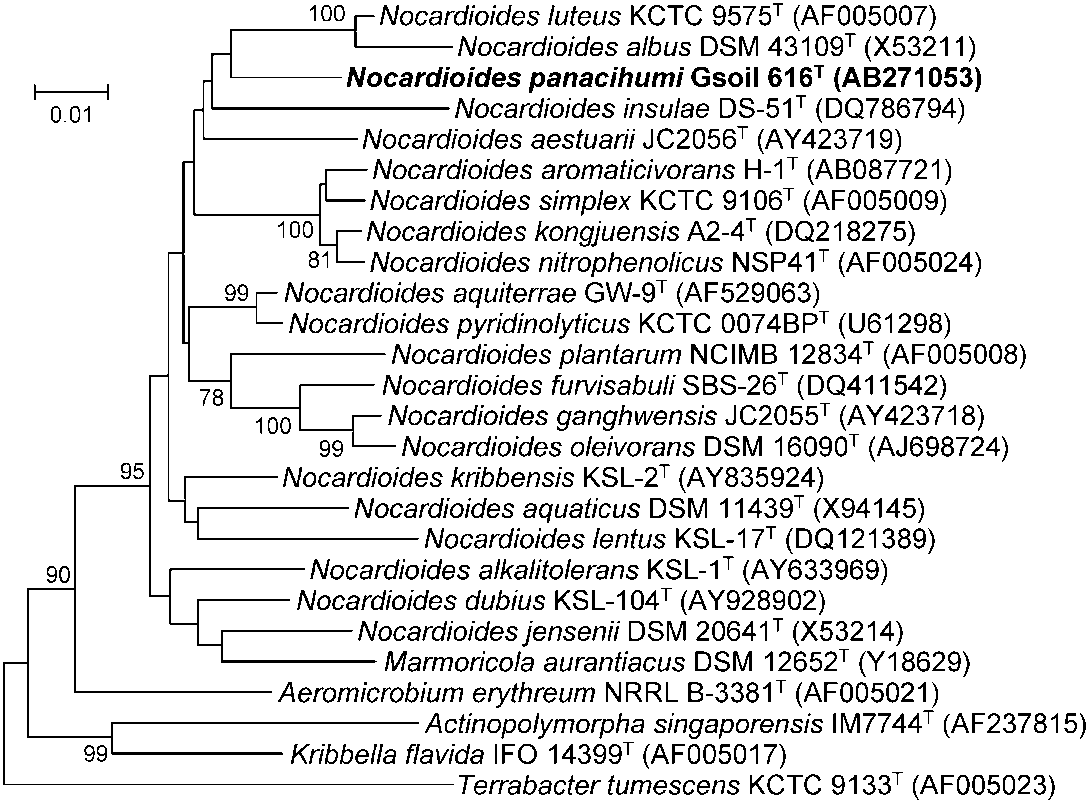 100 Nocardioides luteus KCTC 9575ᵀ (AF005007)
Nocardioides albus DSM 43109ᵀ (X53211)
Nocardioides panacihumi Gsoil 616ᵀ (AB271053)
0.01
Nocardioides insulae DS-51ᵀ (DQ786794)
Nocardioides aestuarii JC2056ᵀ (AY423719)
Nocardioides aromaticivorans H-1ᵀ (AB087721)
Nocardioides simplex KCTC 9106ᵀ (AF005009)
100 Nocardioides kongjuensis A2-4ᵀ (DQ218275)
81 Nocardioides nitrophenolicus NSP41ᵀ (AF005024)
99 Nocardioides aquiterrae GW-9ᵀ (AF529063)
Nocardioides pyridinolyticus KCTC 0074BPᵀ (U61298)
Nocardioides plantarum NCIMB 12834ᵀ (AF005008)
78 Nocardioides furvisabuli SBS-26ᵀ (DQ411542)
100 Nocardioides ganghwensis JC2055ᵀ (AY423718)
99 Nocardioides oleivorans DSM 16090ᵀ (AJ698724)
95 Nocardioides kribbensis KSL-2ᵀ (AY835924)
Nocardioides aquaticus DSM 11439ᵀ (X94145)
Nocardioides lentus KSL-17ᵀ (DQ121389)
90 Nocardioides alkalitolerans KSL-1ᵀ (AY633969)
Nocardioides dubius KSL-104ᵀ (AY928902)
Nocardioides jensenii DSM 20641ᵀ (X53214)
Marmoricola aurantiacus DSM 12652ᵀ (Y18629)
Aeromicrobium erythreum NRRL B-3381ᵀ (AF005021)
Actinopolymorpha singaporensis IM7744ᵀ (AF237815)
99 Kribbella flavida IFO 14399ᵀ (AF005017)
Terrabacter tumescens KCTC 9133ᵀ (AF005023)